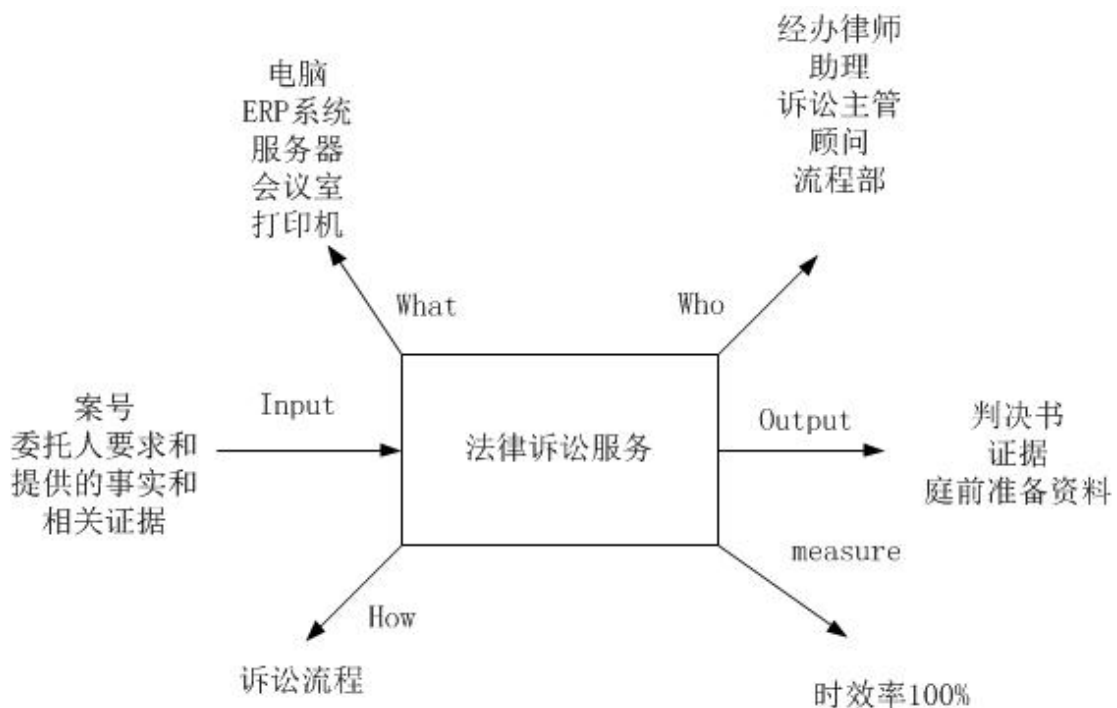 电脑
ERP系统
服务器
会议室
打印机
经办律师
助理
诉讼主管
顾问
流程部
What
Who
案号
委托人要求和
提供的事实和
相关证据
Input
法律诉讼服务
Output
判决书
证据
庭前准备资料
How
measure
诉讼流程
时效率100%